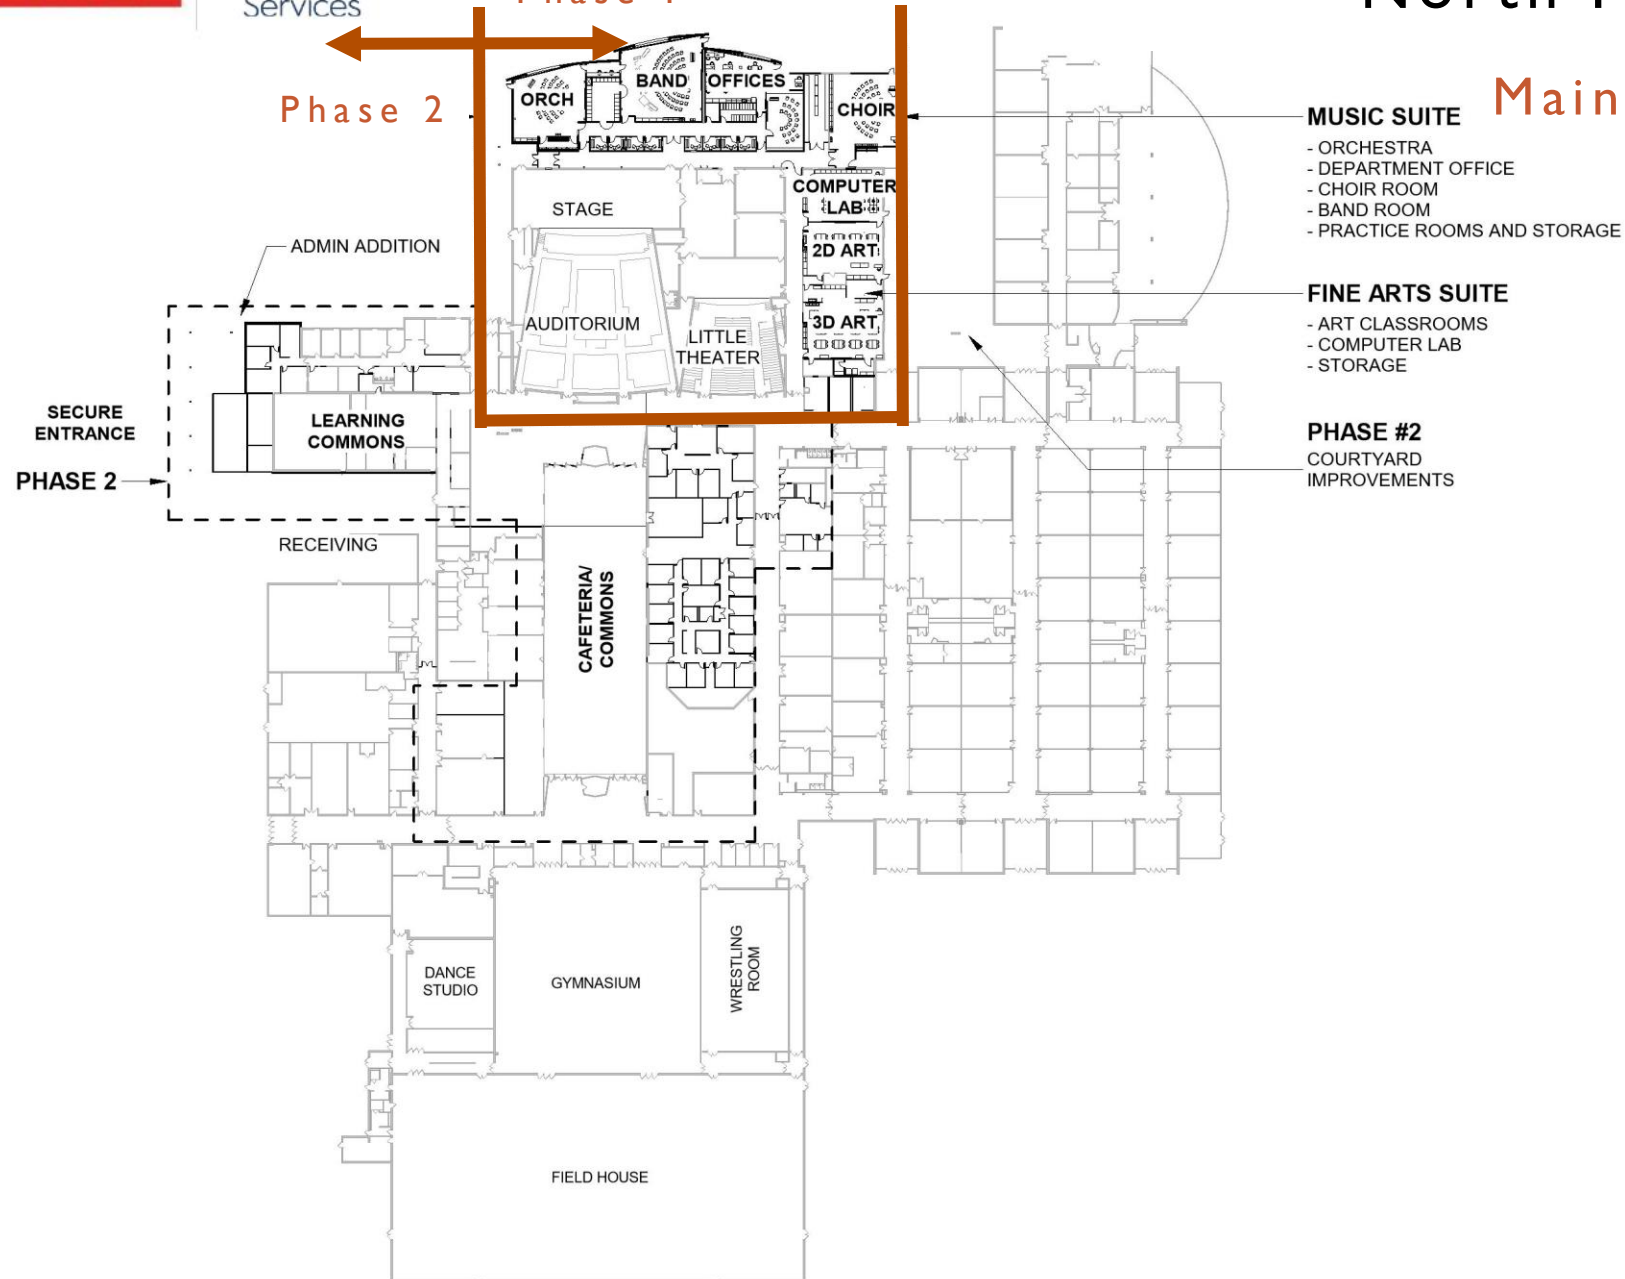 Services
Phase 2
Main
ORCH
BAND
OFFICES
CHOIR
MUSIC SUITE
- ORCHESTRA
- DEPARTMENT OFFICE
- CHOIR ROOM
- BAND ROOM
- PRACTICE ROOMS AND STORAGE
STAGE
COMPUTER
LAB
2D ART
3D ART
ADMIN ADDITION
AUDITORIUM
LITTLE
THEATER
FINE ARTS SUITE
- ART CLASSROOMS
- COMPUTER LAB
- STORAGE
SECURE
ENTRANCE
LEARNING
COMMONS
PHASE 2
PHASE #2
COURTYARD
IMPROVEMENTS
RECEIVING
CAFETERIA/
COMMONS
DANCE
STUDIO
GYMNASIUM
WRESTLING
ROOM
FIELD HOUSE